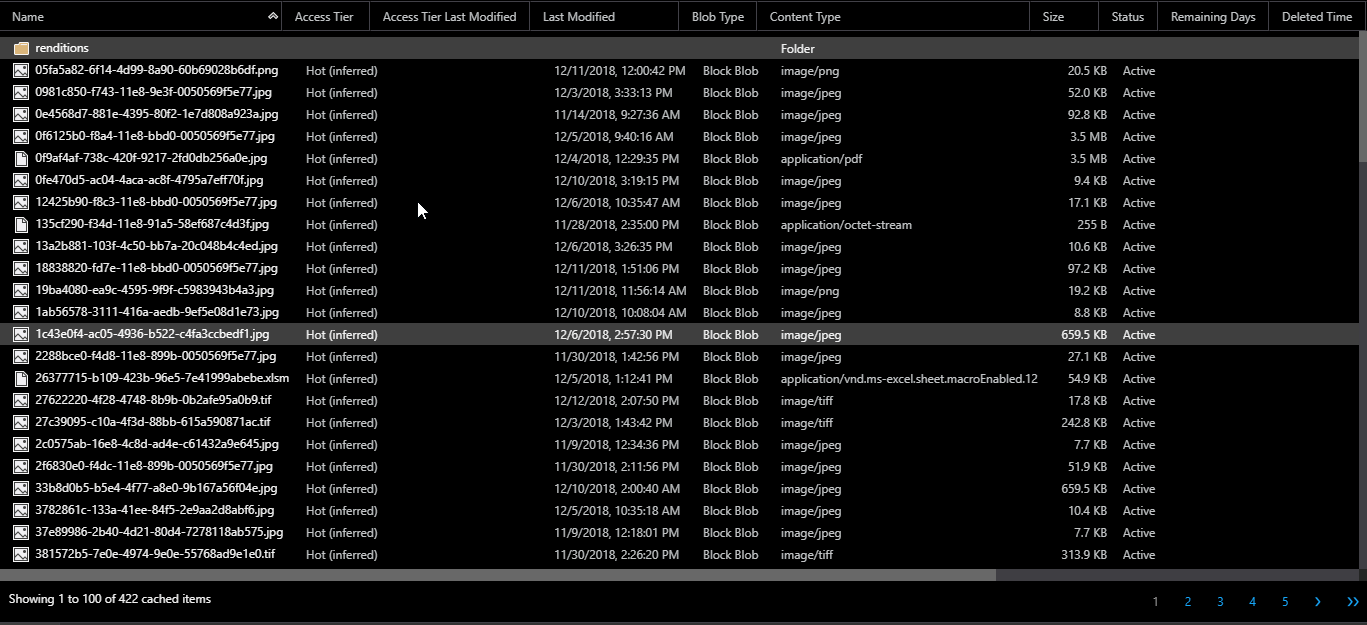 Name Access Tier Access Tier Last Modified Last Modified Blob Type Content Type Size Status Remaining Days Deleted Time
renditions Folder
05fa5a82-6f14-4d99-8a90-60b69028b6df.png Hot (inferred) 12/11/2018, 12:00:42 PM Block Blob image/png 20.5 KB Active
0981c850-f743-11e8-9e3f-0050569f5e77.jpg Hot (inferred) 12/3/2018, 3:33:13 PM Block Blob image/jpeg 52.0 KB Active
0e4568d7-881e-4395-80f2-1e7d808a923a.jpg Hot (inferred) 11/14/2018, 9:27:36 AM Block Blob image/jpeg 92.8 KB Active
0f6125b0-f8a4-11e8-bbd0-0050569f5e77.jpg Hot (inferred) 12/5/2018, 9:40:16 AM Block Blob image/jpeg 3.5 MB Active
0f9af4af-738c-420f-9217-2fd0db256a0e.jpg Hot (inferred) 12/4/2018, 12:29:35 PM Block Blob application/pdf 3.5 MB Active
0fe470d5-ac04-4aca-ac8f-4795a7eff70f.jpg Hot (inferred) 12/10/2018, 3:19:15 PM Block Blob image/jpeg 9.4 KB Active
12425b90-f8c3-11e8-bbd0-0050569f5e77.jpg Hot (inferred) 12/6/2018, 10:35:47 AM Block Blob image/jpeg 17.1 KB Active
135cf290-f34d-11e8-91a5-58ef687c4d3f.jpg Hot (inferred) 11/28/2018, 2:35:00 PM Block Blob application/octet-stream 255 B Active
13a2b881-103f-4c50-bb7a-20c048b4c4ed.jpg Hot (inferred) 12/6/2018, 3:26:35 PM Block Blob image/jpeg 10.6 KB Active
18838820-fd7e-11e8-bbd0-0050569f5e77.jpg Hot (inferred) 12/11/2018, 1:51:06 PM Block Blob image/jpeg 97.2 KB Active
19ba4080-ea9c-4595-9f9f-c5983943b4a3.jpg Hot (inferred) 12/11/2018, 11:56:14 AM Block Blob image/png 19.2 KB Active
1ab56578-3111-416a-aedb-9ef5e08d1e73.jpg Hot (inferred) 12/10/2018, 10:08:04 AM Block Blob image/jpeg 8.8 KB Active
1c43e0f4-ac05-4936-b522-c4fa3ccbedf1.jpg Hot (inferred) 12/6/2018, 2:57:30 PM Block Blob image/jpeg 659.5 KB Active
2288bce0-f4d8-11e8-899b-0050569f5e77.jpg Hot (inferred) 11/30/2018, 1:42:56 PM Block Blob image/jpeg 27.1 KB Active
26377715-b109-423b-96e5-7e41999abebe.xlsm Hot (inferred) 12/5/2018, 1:12:41 PM Block Blob application/vnd.ms-excel.sheet.macroEnabled.12 54.9 KB Active
27622220-4f28-4748-8b9b-0b2afe95a0b9.tif Hot (inferred) 12/12/2018, 2:07:50 PM Block Blob image/tiff 17.8 KB Active
27c39095-c10a-4f3d-88bb-615a590871ac.tif Hot (inferred) 12/3/2018, 1:43:42 PM Block Blob image/tiff 242.8 KB Active
2c0575ab-16e8-4c8d-ad4e-c61432a9e645.jpg Hot (inferred) 11/9/2018, 12:34:36 PM Block Blob image/jpeg 7.7 KB Active
2f6830e0-f4dc-11e8-899b-0050569f5e77.jpg Hot (inferred) 11/30/2018, 2:11:56 PM Block Blob image/jpeg 51.9 KB Active
33b8d0b5-b5e4-4f77-a8e0-9b167a56f04e.jpg Hot (inferred) 12/10/2018, 2:00:40 AM Block Blob image/jpeg 659.5 KB Active
3782861c-133a-41ee-84f5-2e9aa2d8abf6.jpg Hot (inferred) 12/5/2018, 10:35:18 AM Block Blob image/jpeg 10.4 KB Active
37e89986-2b40-4d21-80d4-7278118ab575.jpg Hot (inferred) 11/9/2018, 12:18:01 PM Block Blob image/jpeg 7.7 KB Active
381572b5-7e0e-4974-9e0e-55768ad9e1e0.tif Hot (inferred) 11/30/2018, 2:26:20 PM Block Blob image/tiff 313.9 KB Active
Showing 1 to 100 of 422 cached items 1 2 3 4 5